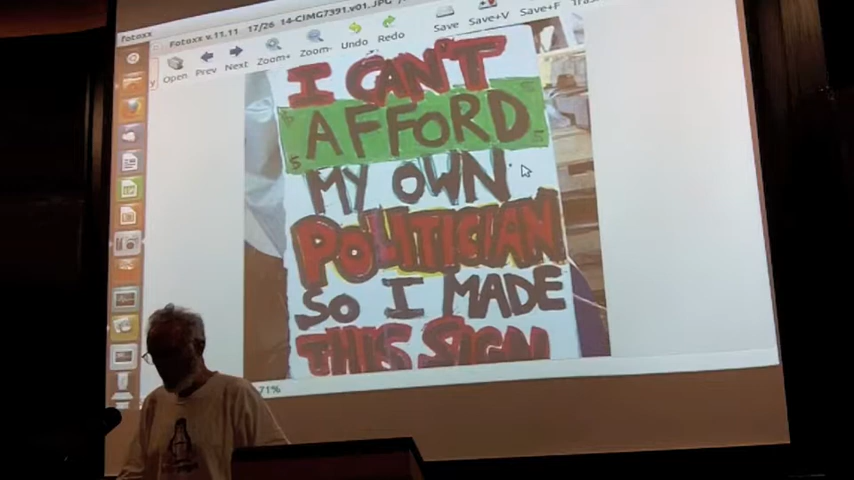 fotoxx
Fotoxx v.11.11 17/26 14-CIMG7391.v01.JPG
Open Prev Next Zoom+ Zoom- Undo Redo Save Save+V Save+F
I CAN'T
AFFORD
MY OWN
POLITICIAN
SO I MADE
THIS SIGN
71%